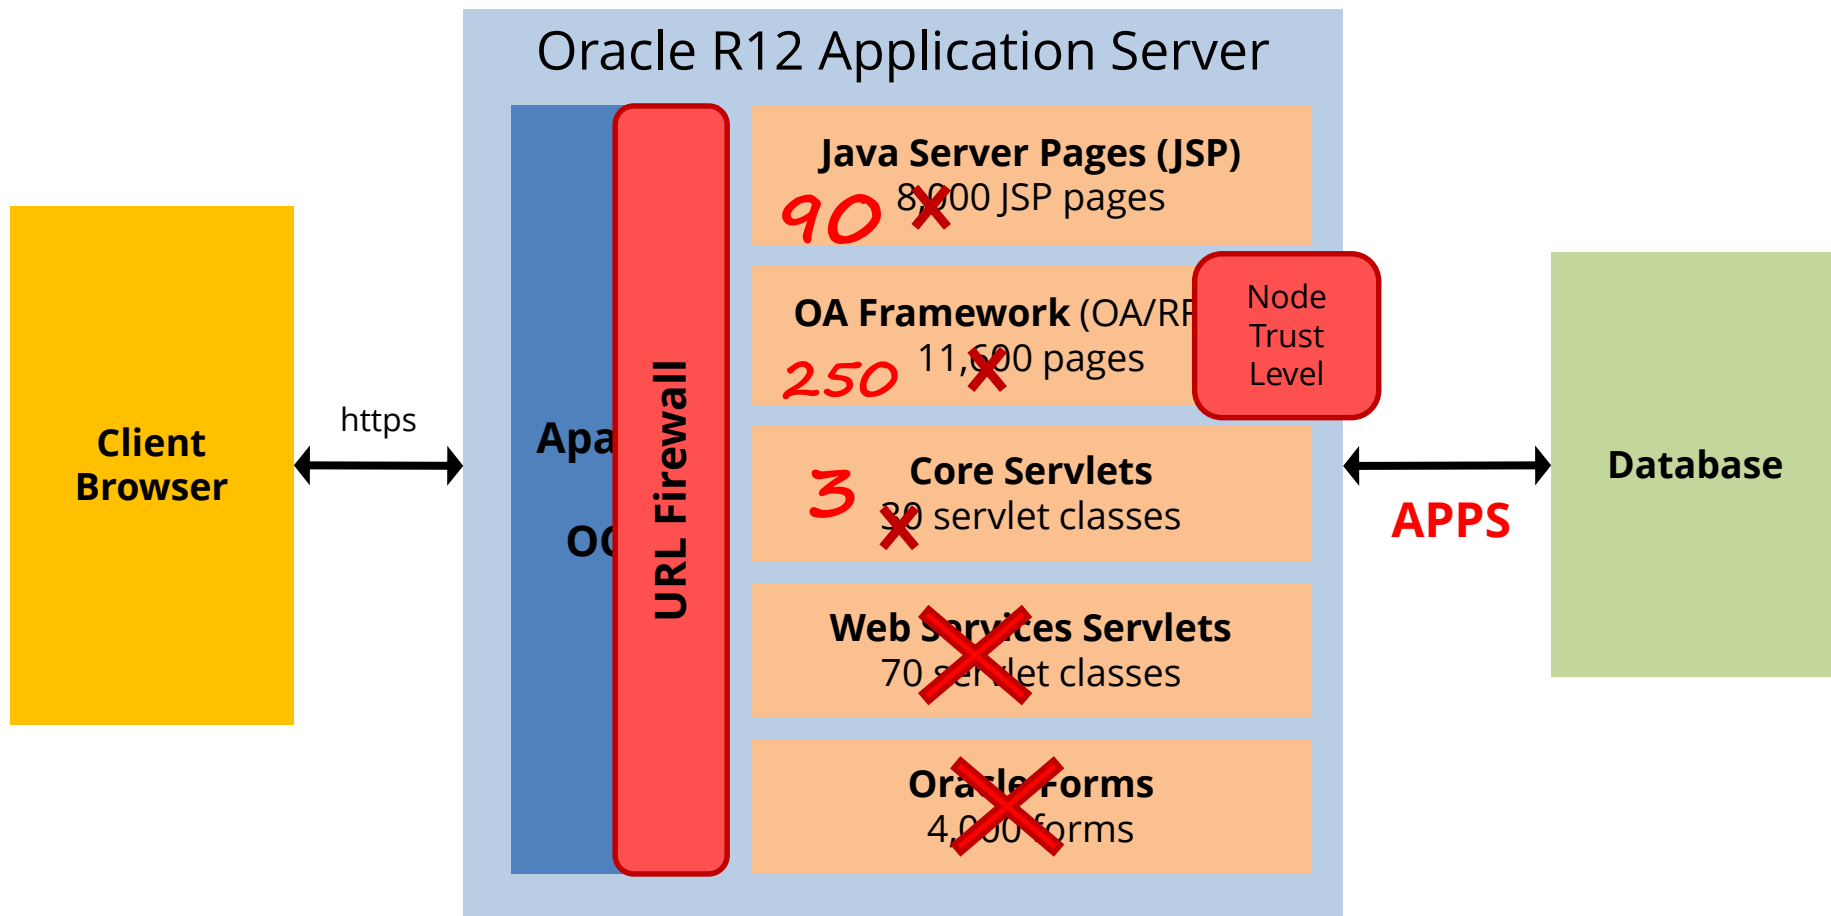 Oracle R12 Application Server
Client
Browser
https
Apa
OC
URL Firewall
Java Server Pages (JSP)
90
8,000 JSP pages
OA Framework (OA/RF
250
11,600 pages
Node
Trust
Level
3
Core Servlets
30 servlet classes
Web Services Servlets
70 servlet classes
Oracle Forms
4,000 forms
APPS
Database